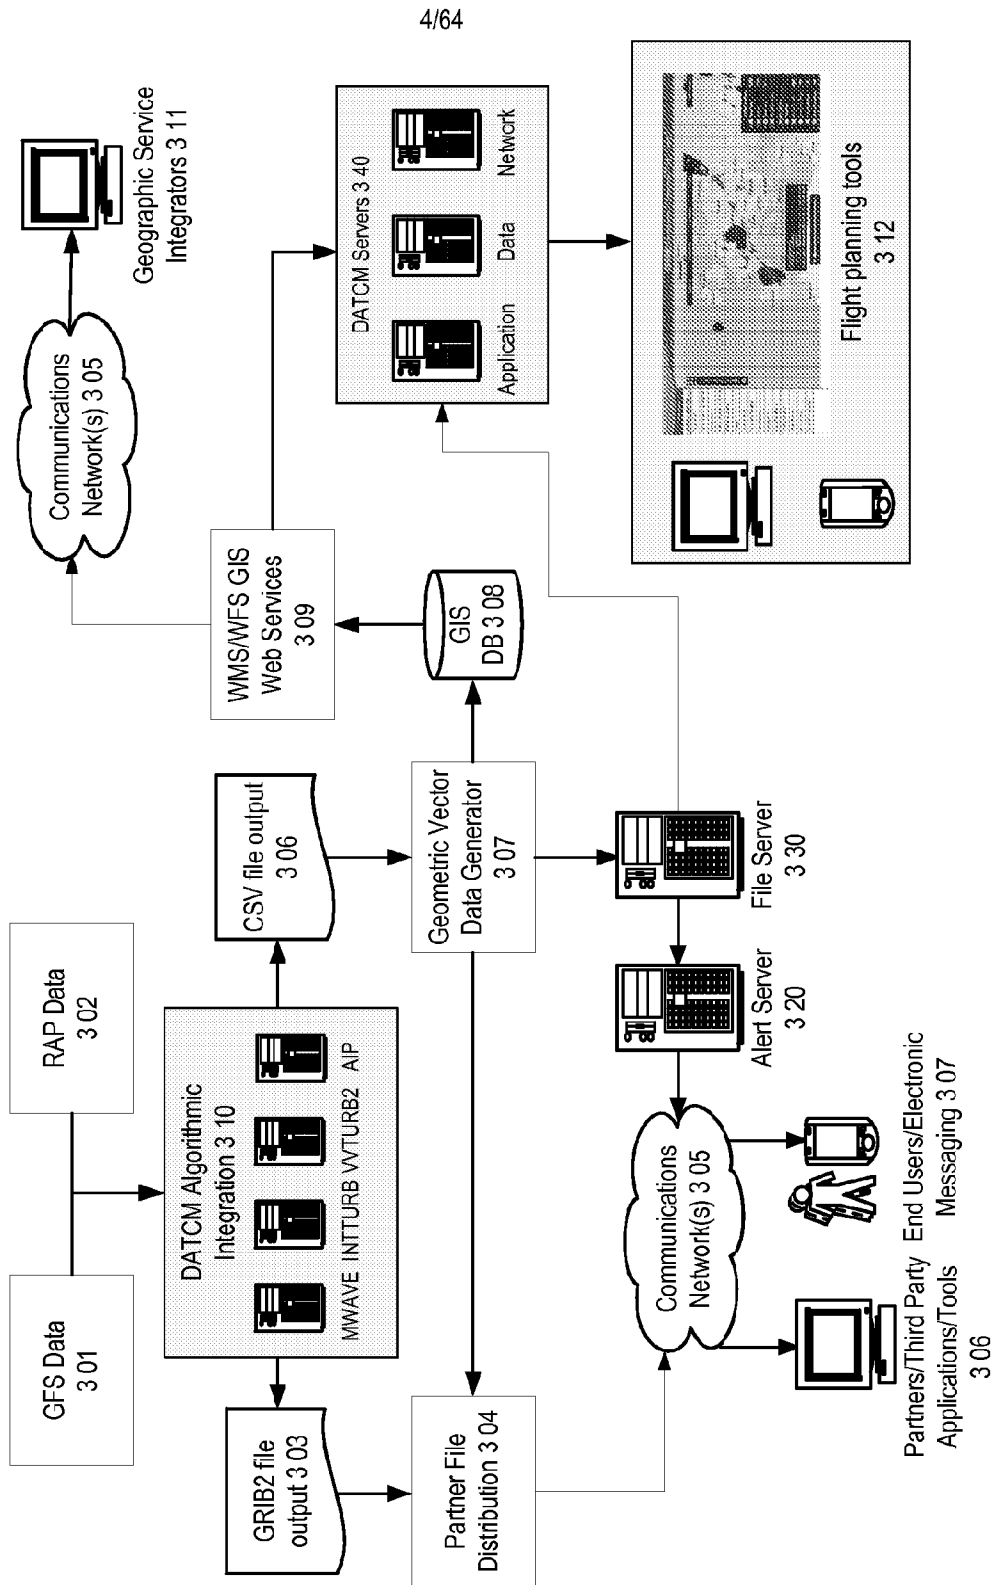 4/64
GFS Data
3 01
RAP Data
3 02
DATCM Algorithmic
Integration 3 10
MWAVE INTTURB VVTURB2 AIP
GRIB2 file
output 3 03
CSV file output
3 06
Partner File
Distribution 3 04
Geometric Vector
Data Generator
3 07
GIS
DB 3 08
WMS/WFS GIS
Web Services
3 09
Communications
Network(s) 3 05
Geographic Service
Integrators 3 11
DATCM Servers 3 40
Application
Data
Network
File Server
3 30
Alert Server
3 20
Communications
Network(s) 3 05
Partners/Third Party
Applications/Tools
3 06
End Users/Electronic
Messaging 3 07
Flight planning tools
3 12